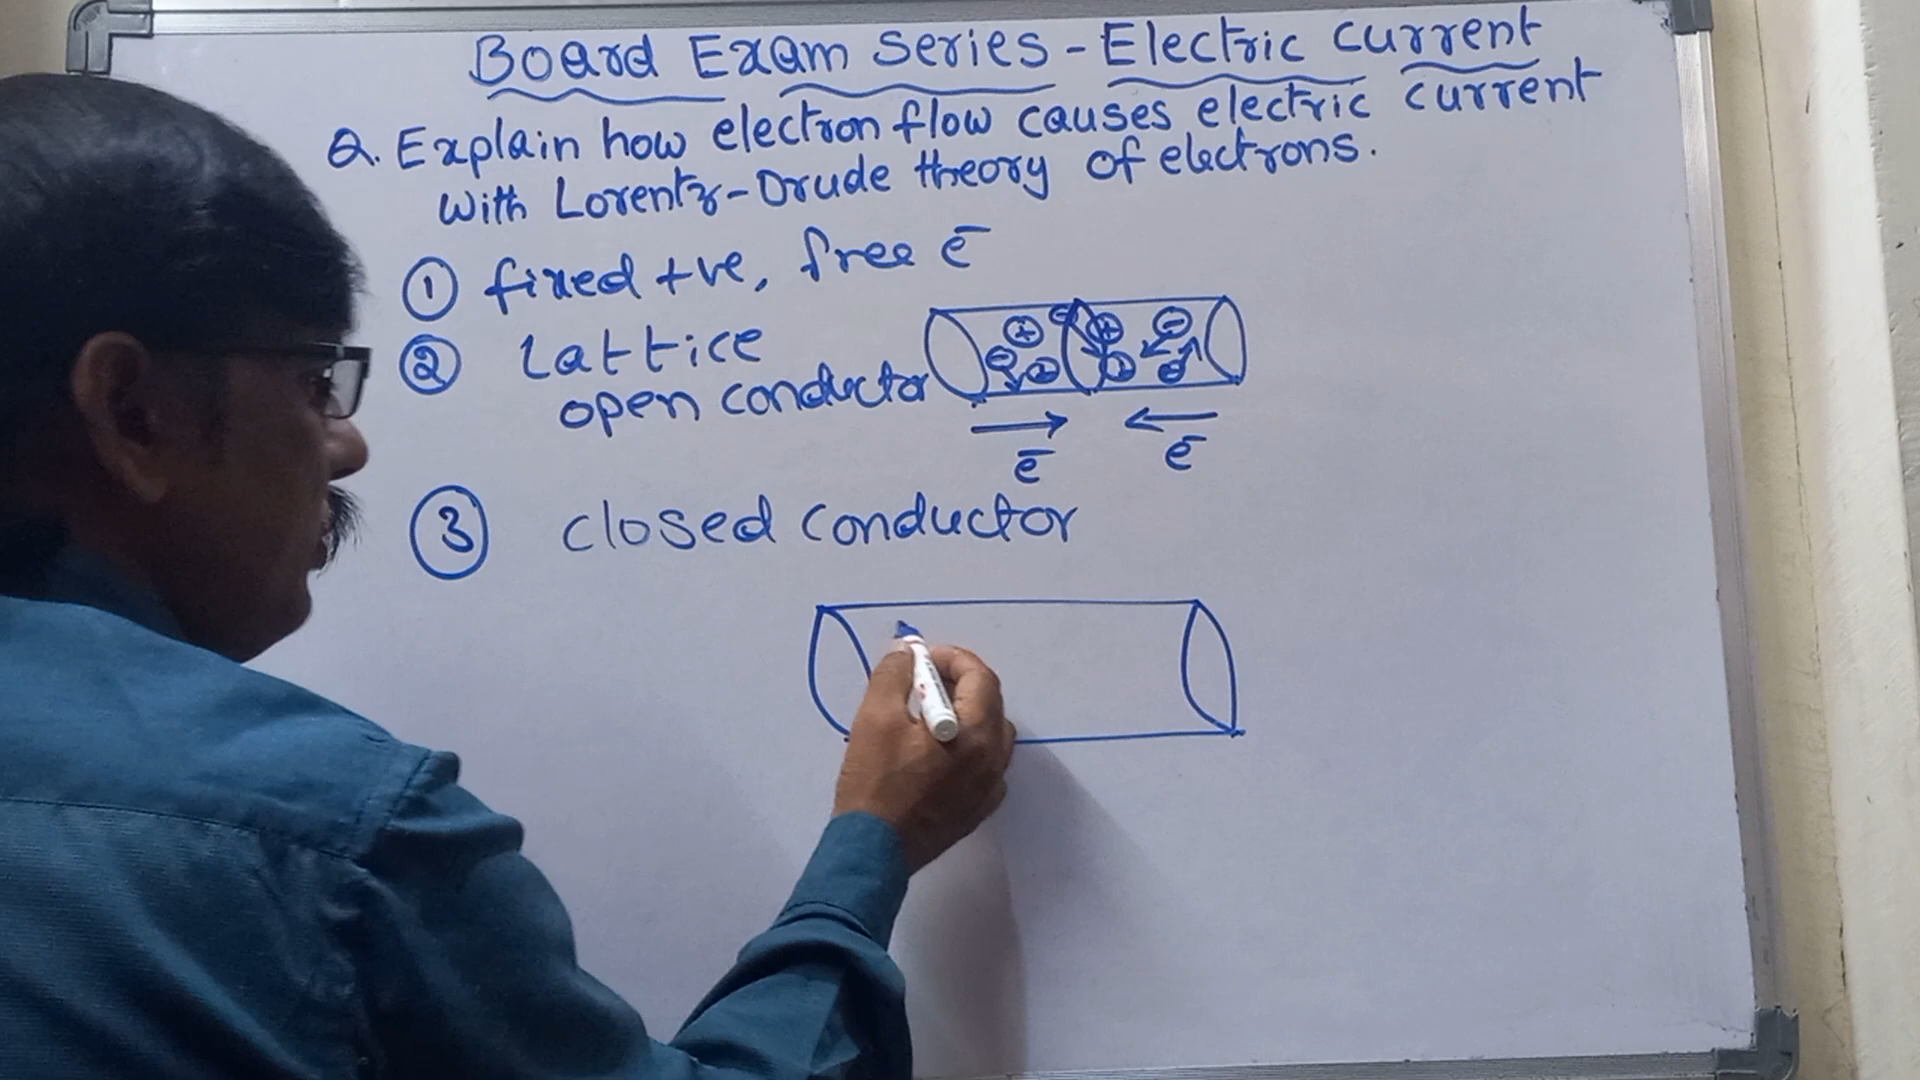 Board Exam Series - Electric current
Q. Explain how electron flow causes electric current
With Lorentz-Drude theory of electrons.
① fixed +ve, free e̅
② Lattice
open conductor
e̅ e̅
③ closed conductor